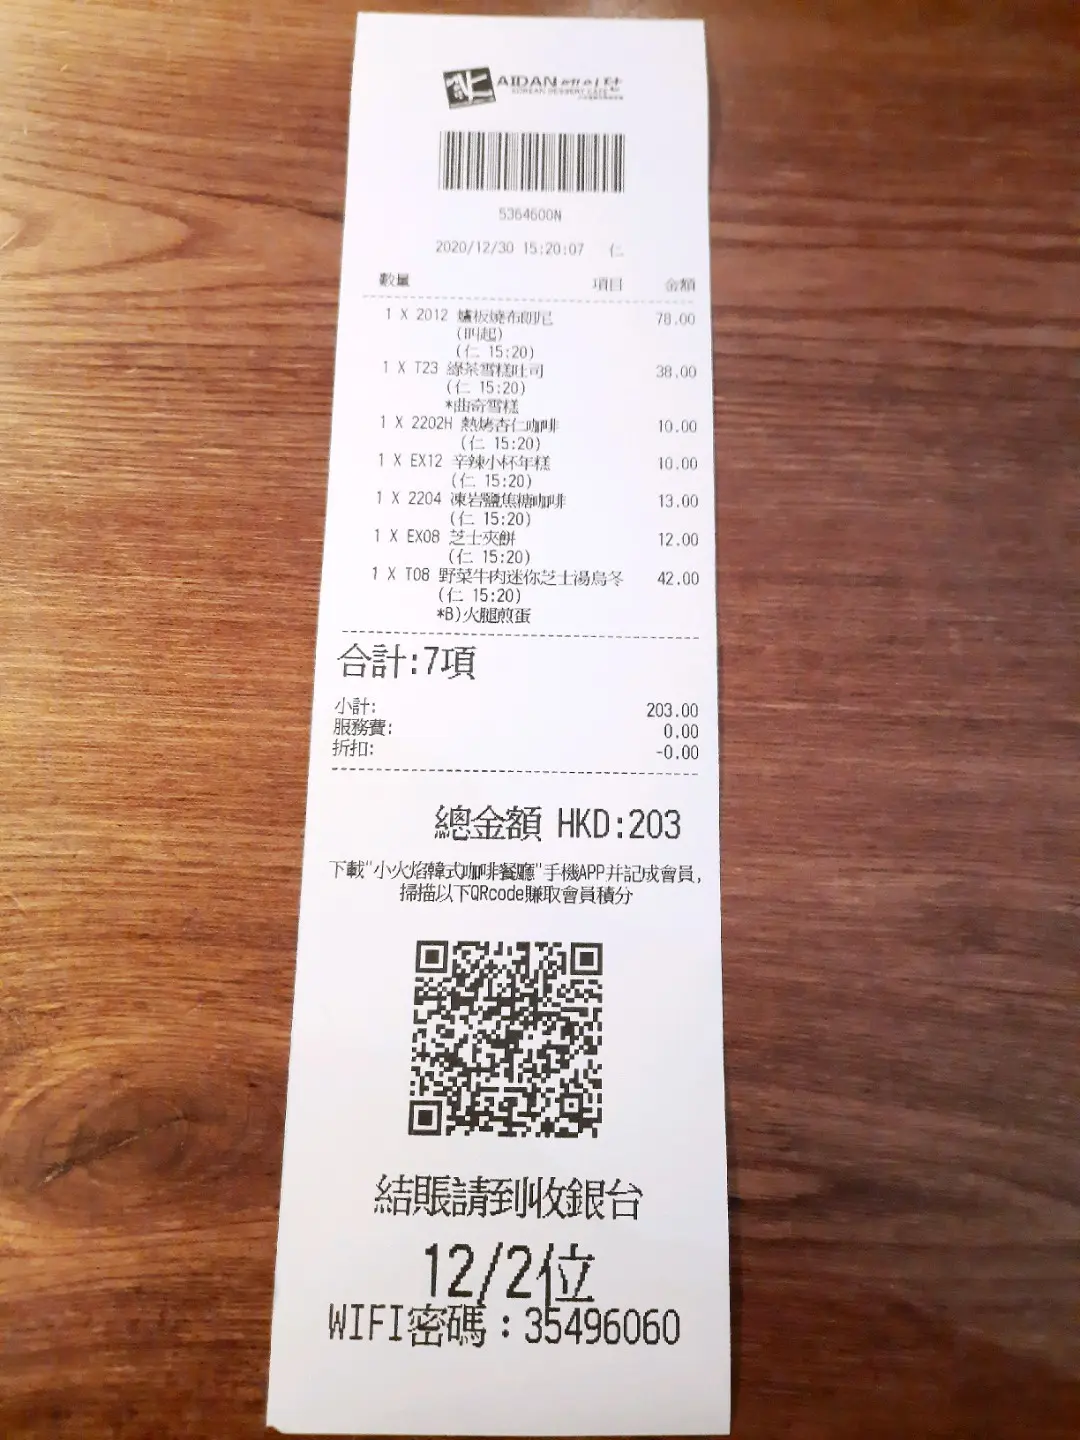 AIDAN 에이단
KOREAN DESSERT CAFE
5364600N
2020/12/30 15:20:07 仁
數量 項目 金額
1 X 2012 爐板燒布朗尼 78.00
(叫起)
(仁 15:20)
1 X T23 綠茶雪糕吐司 38.00
(仁 15:20)
*曲奇雪糕
1 X 2202H 熱烤杏仁咖啡 10.00
(仁 15:20)
1 X EX12 辛辣小杯年糕 10.00
(仁 15:20)
1 X 2204 凍岩鹽焦糖咖啡 13.00
(仁 15:20)
1 X EX08 芝士夾餅 12.00
(仁 15:20)
1 X T08 野菜牛肉迷你芝士湯烏冬 42.00
(仁 15:20)
*B)火腿煎蛋
合計:7項
小計: 203.00
服務費: 0.00
折扣: -0.00
總金額 HKD:203
下載“小火焰韓式咖啡餐廳”手機APP并記成會員,
掃描以下QRcode賺取會員積分
結賬請到收銀台
12/2位
WIFI密碼：35496060